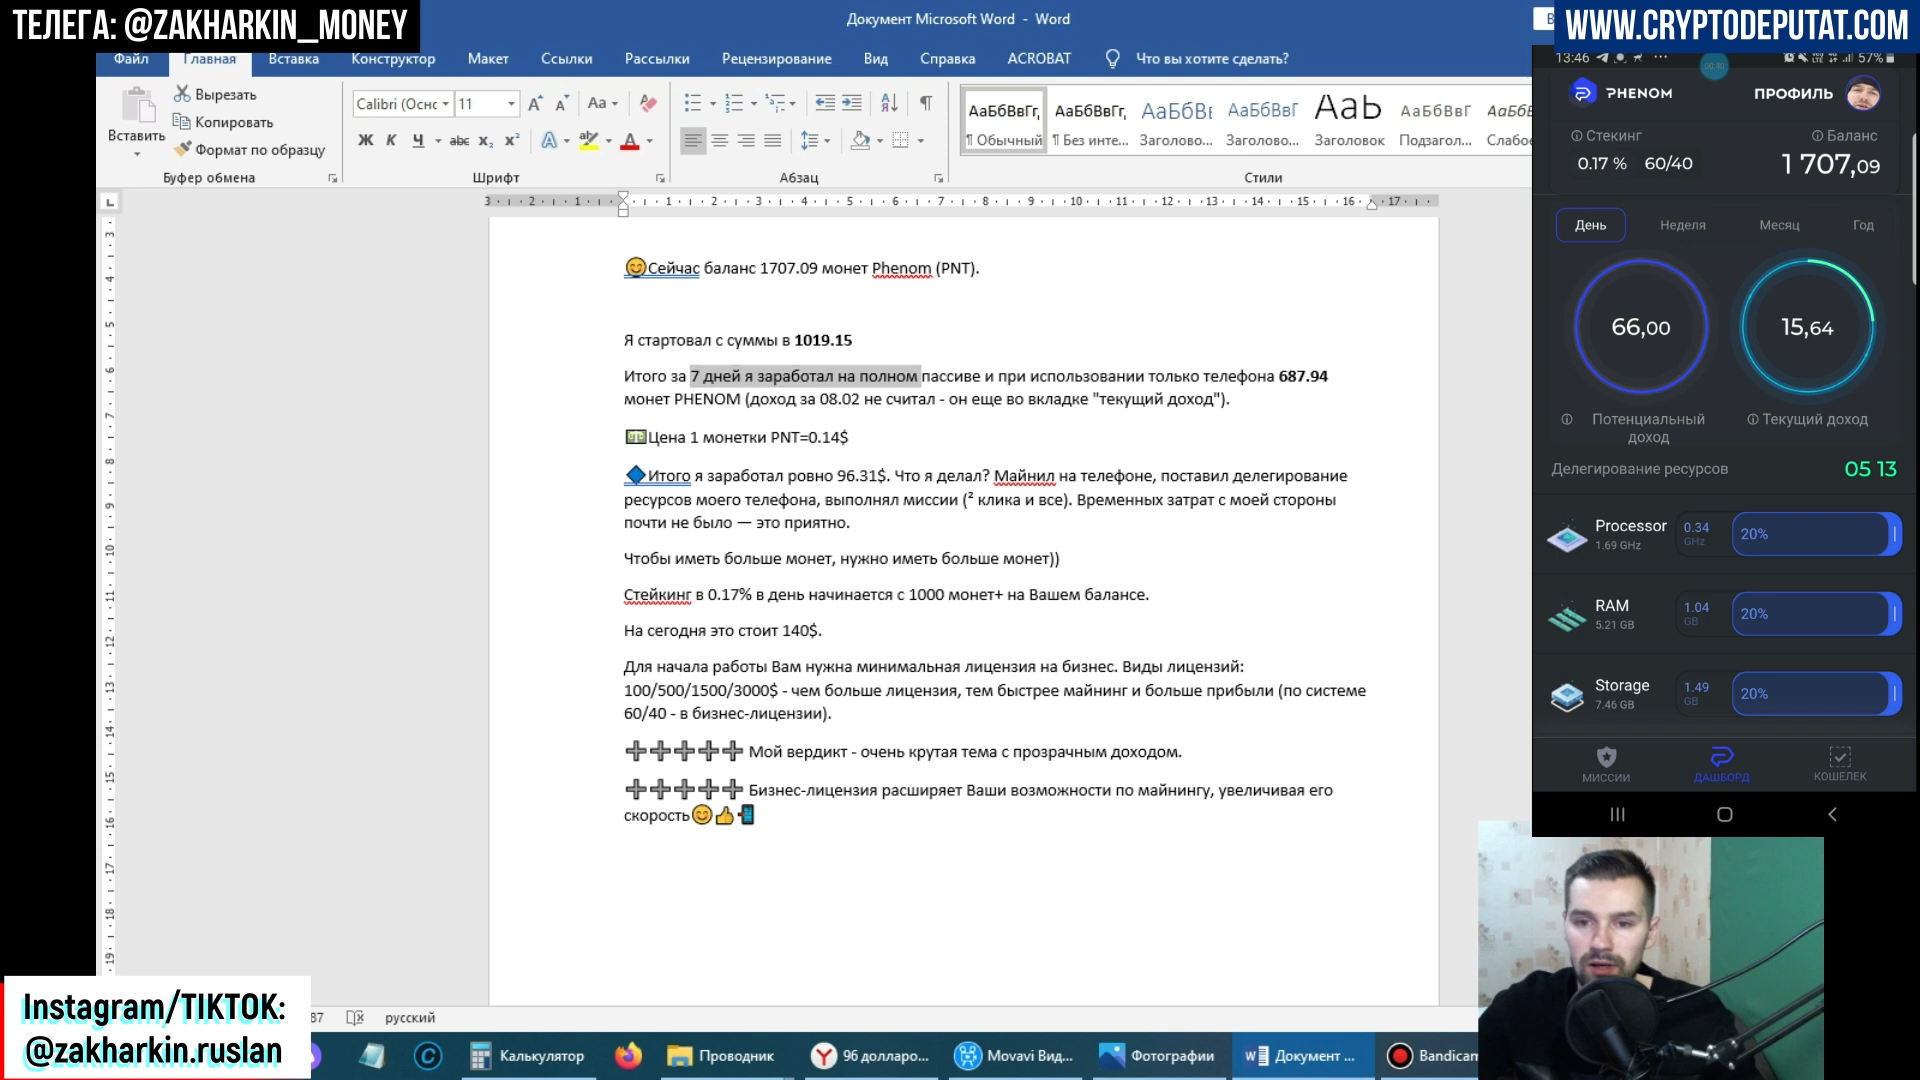 ТЕЛЕГА: @ZAKHARKIN_MONEY
Документ Microsoft Word - Word
WWW.CRYPTODEPUTAT.COM
Файл Главная Вставка Конструктор Макет Ссылки Рассылки Рецензирование Вид Справка ACROBAT Что вы хотите сделать?
Вставить
Вырезать
Копировать
Формат по образцу
Буфер обмена
Calibri (Оснс 11
Шрифт
Абзац
АаБбВвГг, АаБбВвГг, АаБбВı АаБбВвГ АаЬ АаБбВвГ
¶ Обычный ¶ Без инте... Заголово... Заголово... Заголовок Подзагол...
Стили
😊Сейчас баланс 1707.09 монет Phenom (PNT).
Я стартовал с суммы в 1019.15
Итого за 7 дней я заработал на полном пассиве и при использовании только телефона 687.94
монет PHENOM (доход за 08.02 не считал - он еще во вкладке "текущий доход").
💵Цена 1 монетки PNT=0.14$
🔷Итого я заработал ровно 96.31$. Что я делал? Майнил на телефоне, поставил делегирование
ресурсов моего телефона, выполнял миссии (² клика и все). Временных затрат с моей стороны
почти не было — это приятно.
Чтобы иметь больше монет, нужно иметь больше монет))
Стейкинг в 0.17% в день начинается с 1000 монет+ на Вашем балансе.
На сегодня это стоит 140$.
Для начала работы Вам нужна минимальная лицензия на бизнес. Виды лицензий:
100/500/1500/3000$ - чем больше лицензия, тем быстрее майнинг и больше прибыли (по системе
60/40 - в бизнес-лицензии).
➕➕➕➕➕ Мой вердикт - очень крутая тема с прозрачным доходом.
➕➕➕➕➕ Бизнес-лицензия расширяет Ваши возможности по майнингу, увеличивая его
скорость😊👍📲
13:46 57%
PHENOM ПРОФИЛЬ
Стекинг Баланс
0.17 % 60/40 1 707,09
День Неделя Месяц Год
66,00 15,64
Потенциальный доход
Текущий доход
Делегирование ресурсов 05 13
Processor 0.34 GHz 20%
1.69 GHz
RAM 1.04 GB 20%
5.21 GB
Storage 1.49 GB 20%
7.46 GB
МИССИИ ДАШБОРД КОШЕЛЕК
Instagram/TIKTOK:
@zakharkin.ruslan
87 русский
Калькулятор Проводник 96 долларо... Movavi Вид... Фотографии Документ ... Bandicam